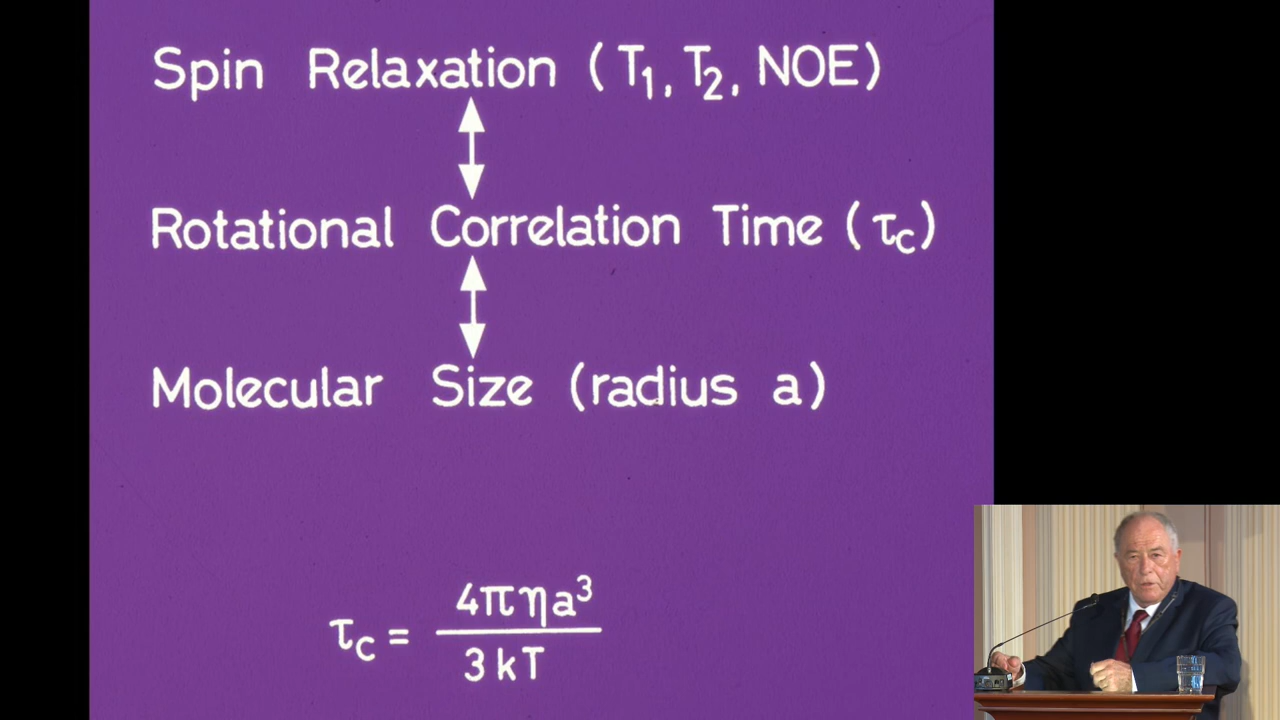 Spin Relaxation (T₁, T₂, NOE)
Rotational Correlation Time (τc)
Molecular Size (radius a)
τc = 4πηa³ / 3kT